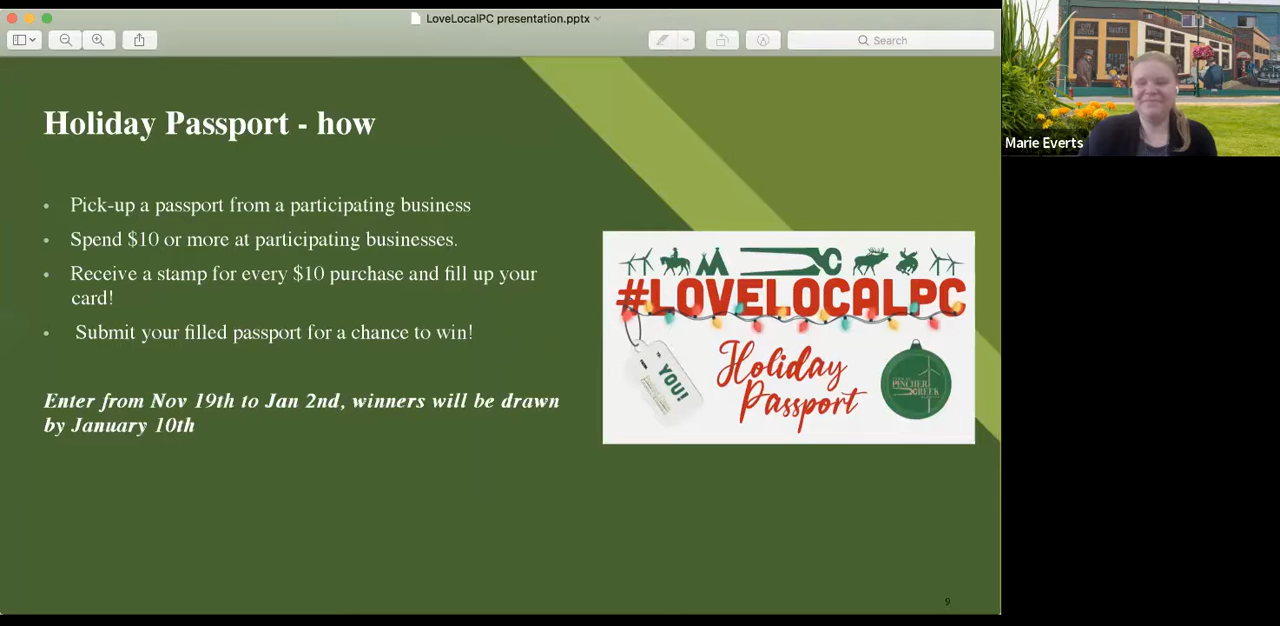 LoveLocalPC presentation.pptx
Search
Holiday Passport - how
• Pick-up a passport from a participating business
• Spend $10 or more at participating businesses.
• Receive a stamp for every $10 purchase and fill up your
card!
• Submit your filled passport for a chance to win!
Enter from Nov 19th to Jan 2nd, winners will be drawn
by January 10th
#LOVELOCALPC
YOU!
Holiday
Passport
PINCHER
CREEK
9
Marie Everts